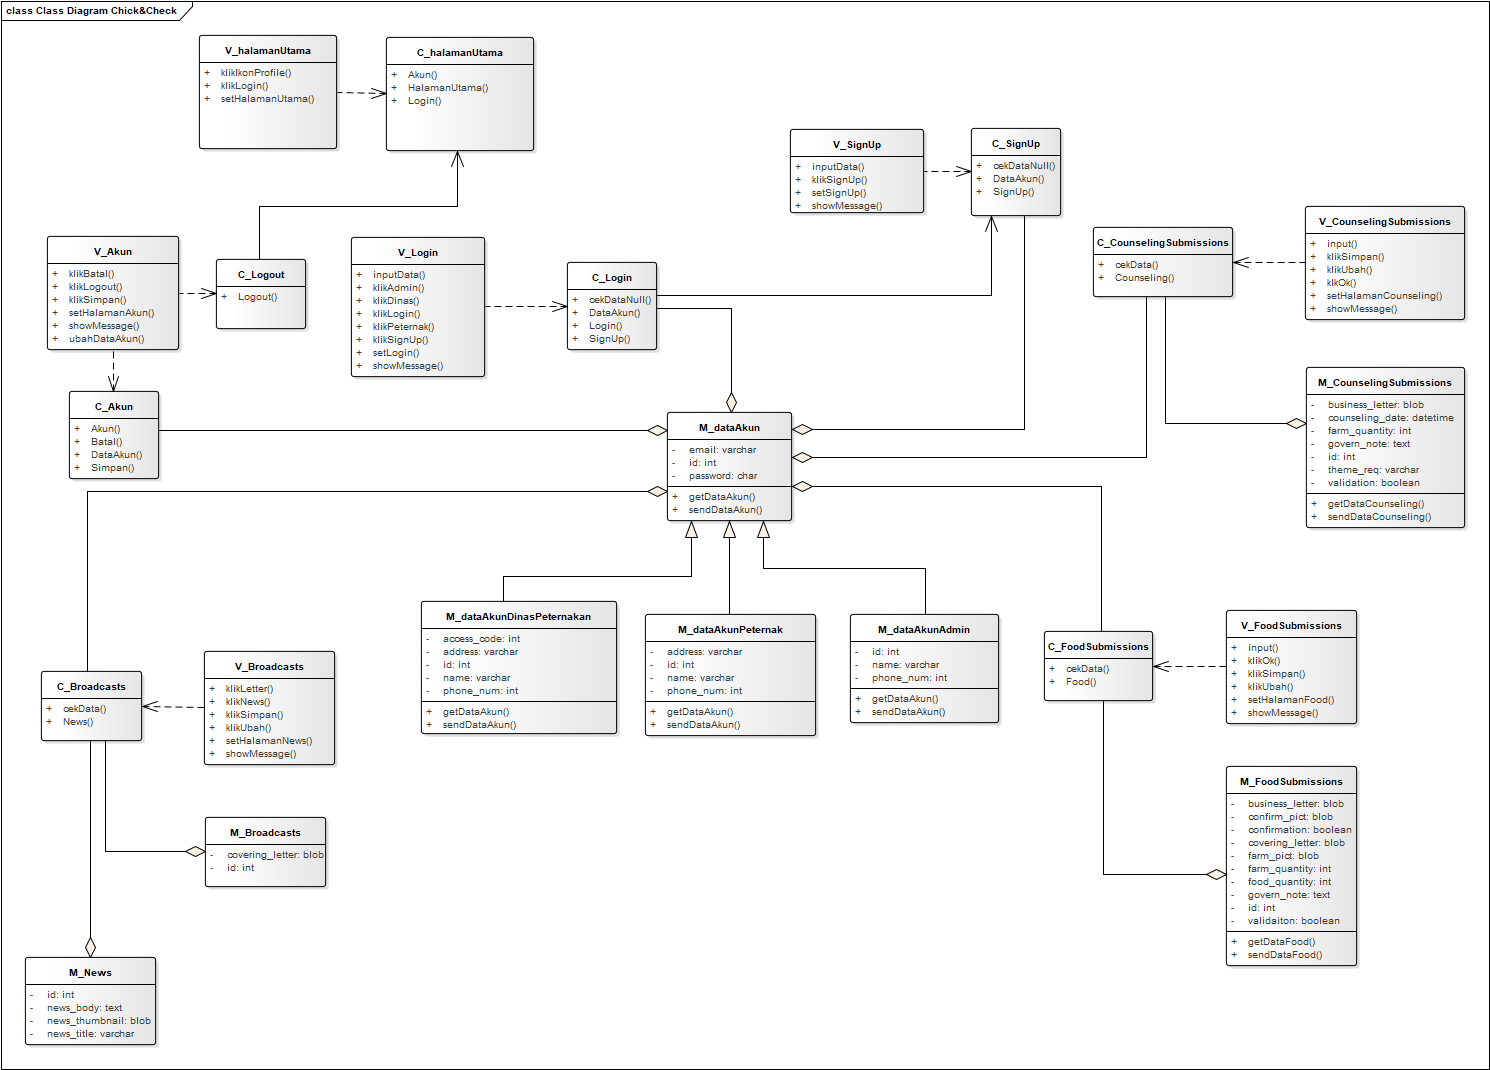 class Class Diagram Chick&Check
V_halamanUtama
+ klikIkonProfile()
+ klikLogin()
+ setHalamanUtama()
C_halamanUtama
+ Akun()
+ HalamanUtama()
+ Login()
V_SignUp
+ inputData()
+ klikSignUp()
+ setSignUp()
+ showMessage()
C_SignUp
+ cekDataNull()
+ DataAkun()
+ SignUp()
C_CounselingSubmissions
+ cekData()
+ Counseling()
V_CounselingSubmissions
+ input()
+ klikSimpan()
+ klikUbah()
+ klkOk()
+ setHalamanCounseling()
+ showMessage()
V_Akun
+ klikBatal()
+ klikLogout()
+ klikSimpan()
+ setHalamanAkun()
+ showMessage()
+ ubahDataAkun()
C_Logout
+ Logout()
V_Login
+ inputData()
+ klikAdmin()
+ klikDinas()
+ klikLogin()
+ klikPeternak()
+ klikSignUp()
+ setLogin()
+ showMessage()
C_Login
+ cekDataNull()
+ DataAkun()
+ Login()
+ SignUp()
M_CounselingSubmissions
- business_letter: blob
- counseling_date: datetime
- farm_quantity: int
- govern_note: text
- id: int
- theme_req: varchar
- validation: boolean
+ getDataCounseling()
+ sendDataCounseling()
C_Akun
+ Akun()
+ Batal()
+ DataAkun()
+ Simpan()
M_dataAkun
- email: varchar
- id: int
- password: char
+ getDataAkun()
+ sendDataAkun()
M_dataAkunDinasPeternakan
- access_code: int
- address: varchar
- id: int
- name: varchar
- phone_num: int
+ getDataAkun()
+ sendDataAkun()
M_dataAkunPeternak
- address: varchar
- id: int
- name: varchar
- phone_num: int
+ getDataAkun()
+ sendDataAkun()
M_dataAkunAdmin
- id: int
- name: varchar
- phone_num: int
+ getDataAkun()
+ sendDataAkun()
C_FoodSubmissions
+ cekData()
+ Food()
V_FoodSubmissions
+ input()
+ klikOk()
+ klikSimpan()
+ klikUbah()
+ setHalamanFood()
+ showMessage()
C_Broadcasts
+ cekData()
+ News()
V_Broadcasts
+ klikLetter()
+ klikNews()
+ klikSimpan()
+ klikUbah()
+ setHalamanNews()
+ showMessage()
M_FoodSubmissions
- business_letter: blob
- confirm_pict: blob
- confirmation: boolean
- covering_letter: blob
- farm_pict: blob
- farm_quantity: int
- food_quantity: int
- govern_note: text
- id: int
- validaiton: boolean
+ getDataFood()
+ sendDataFood()
M_Broadcasts
- covering_letter: blob
- id: int
M_News
- id: int
- news_body: text
- news_thumbnail: blob
- news_title: varchar